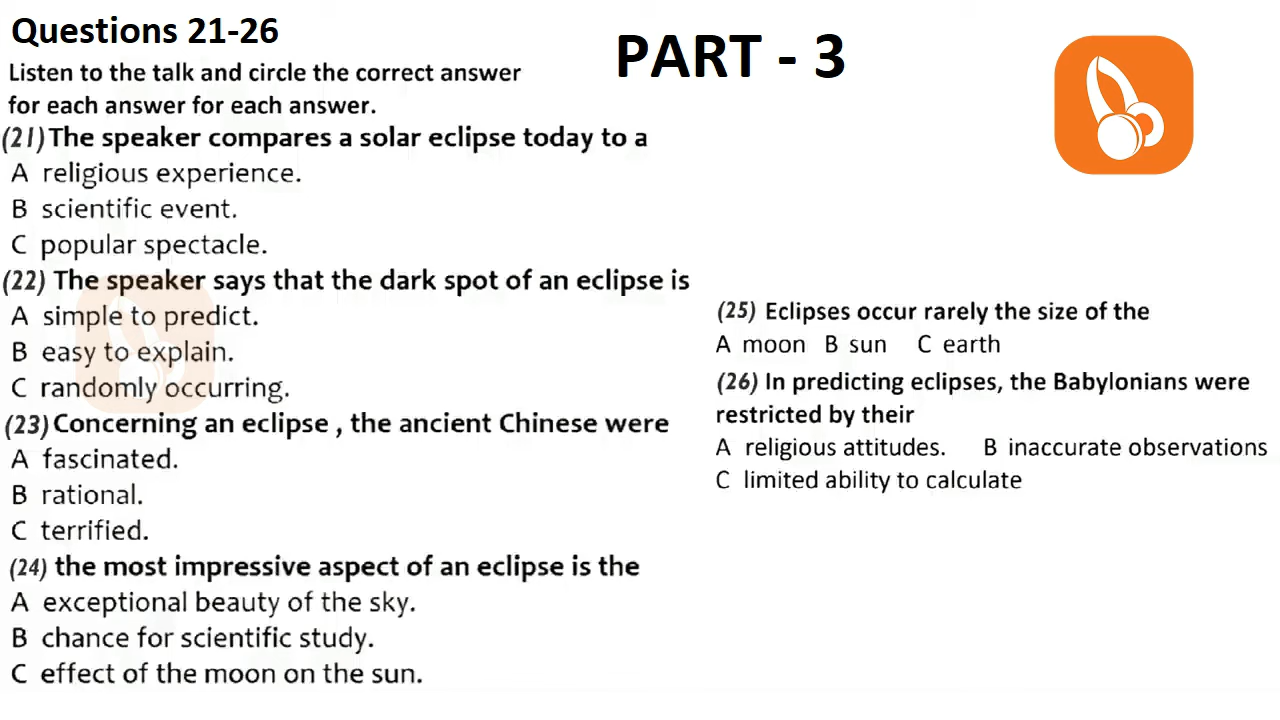 Questions 21-26
PART - 3
Listen to the talk and circle the correct answer
for each answer for each answer.
(21) The speaker compares a solar eclipse today to a
A religious experience.
B scientific event.
C popular spectacle.
(22) The speaker says that the dark spot of an eclipse is
A simple to predict.
B easy to explain.
C randomly occurring.
(23) Concerning an eclipse , the ancient Chinese were
A fascinated.
B rational.
C terrified.
(24) the most impressive aspect of an eclipse is the
A exceptional beauty of the sky.
B chance for scientific study.
C effect of the moon on the sun.
(25) Eclipses occur rarely the size of the
A moon B sun C earth
(26) In predicting eclipses, the Babylonians were
restricted by their
A religious attitudes. B inaccurate observations
C limited ability to calculate